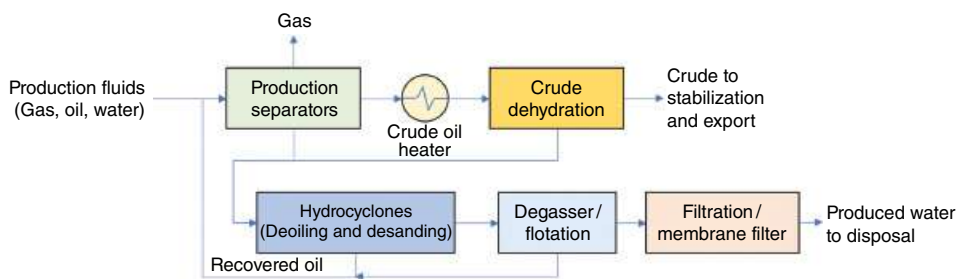 Gas
Production fluids
(Gas, oil, water)
Production
separators
Crude oil
heater
Crude
dehydration
Crude to
stabilization
and export
Hydrocyclones
(Deoiling and desanding)
Degasser/
flotation
Filtration/
membrane filter
Produced water
to disposal
Recovered oil